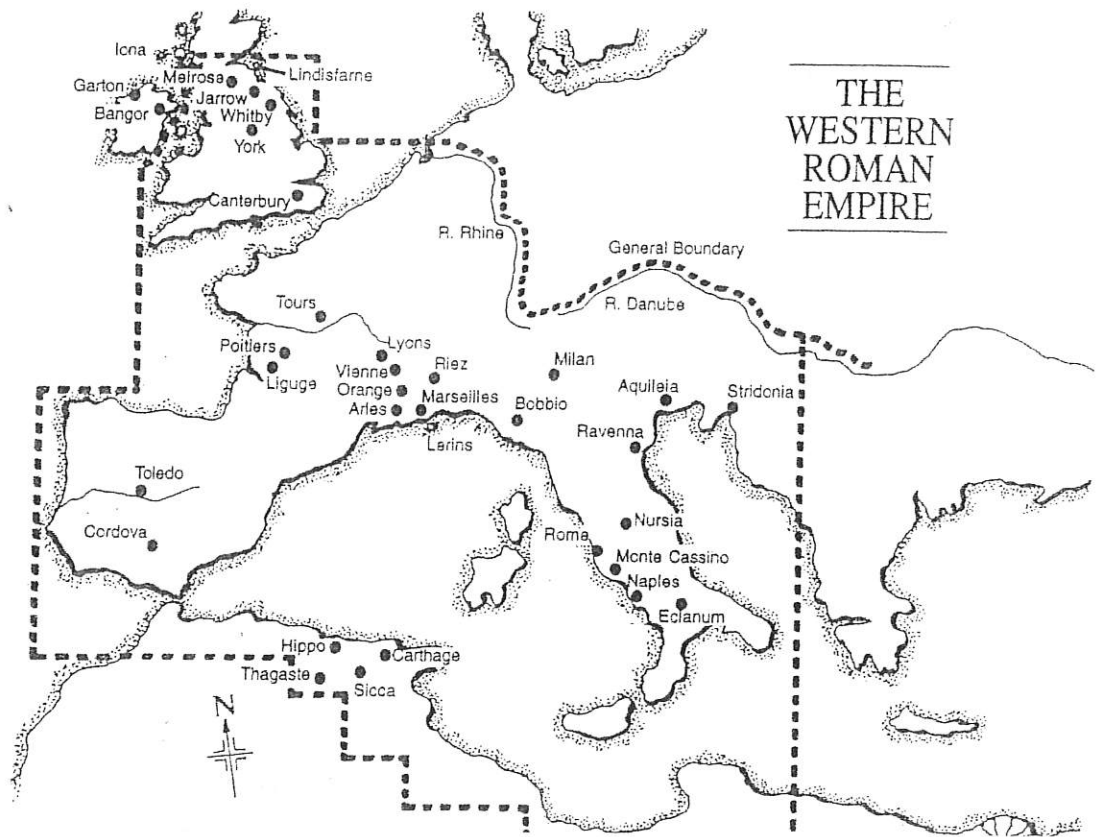 THE
WESTERN
ROMAN
EMPIRE
Iona
Melrose
Lindisfarne
Garton
Jarrow
Bangor
Whitby
York
Canterbury
R. Rhine
General Boundary
R. Danube
Tours
Lyons
Poitiers
Riez
Milan
Vienne
Liguge
Orange
Aquileia
Stridonia
Arles
Marseilles
Bobbio
Lerins
Ravenna
Toledo
Cordova
Nursia
Rome
Monte Cassino
Naples
Eclanum
Hippo
Carthage
Thagaste
Sicca
N